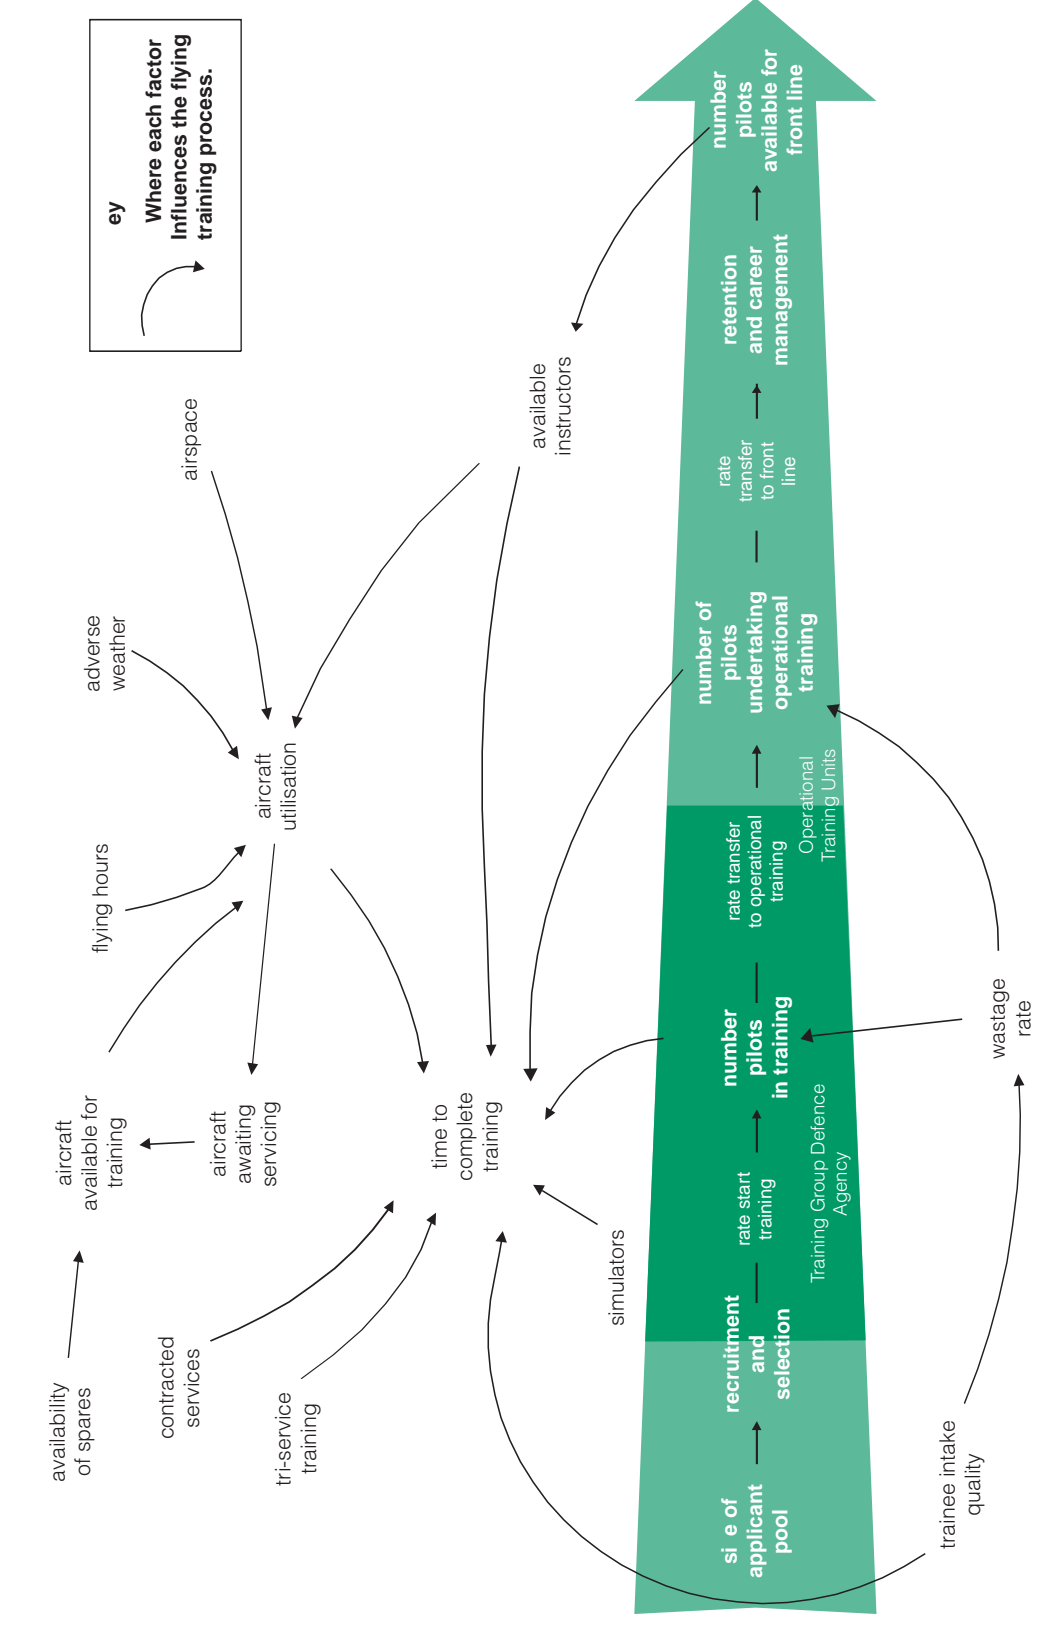 ey
Where each factor
Influences the flying
training process.
availability
of spares
aircraft
available for
training
flying hours
adverse
weather
airspace
contracted
services
aircraft
awaiting
servicing
aircraft
utilisation
tri-service
training
time to
complete
training
available
instructors
simulators
si e of
applicant
pool
recruitment
and
selection
rate start
training
number
pilots
in training
rate transfer
to operational
training
number of
pilots
undertaking
operational
training
rate
transfer
to front
line
retention
and career
management
number
pilots
available for
front line
Training Group Defence
Agency
Operational
Training Units
trainee intake
quality
wastage
rate